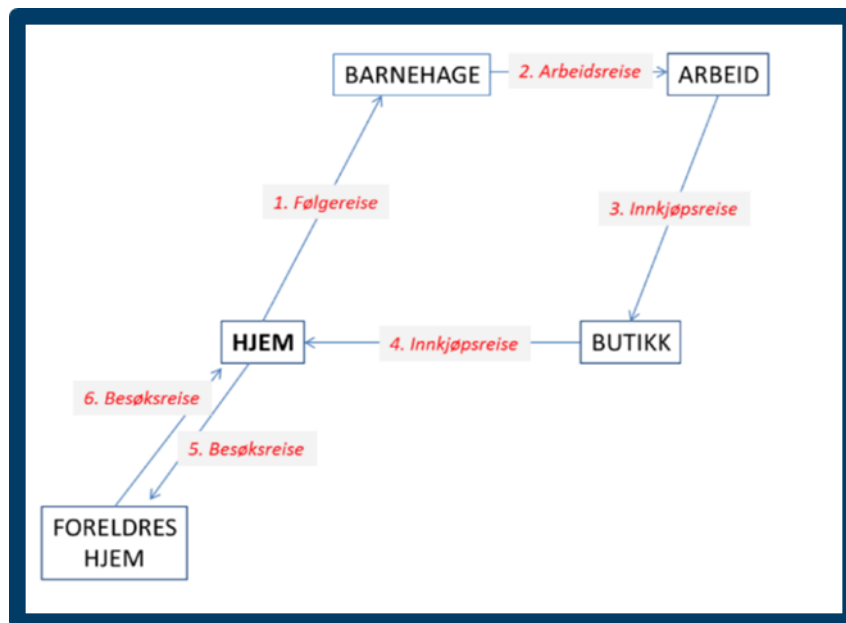 BARNEHAGE
2. Arbeidsreise
ARBEID
1. Følgereise
3. Innkjøpsreise
HJEM
4. Innkjøpsreise
BUTIKK
6. Besøksreise
5. Besøksreise
FORELDRES
HJEM